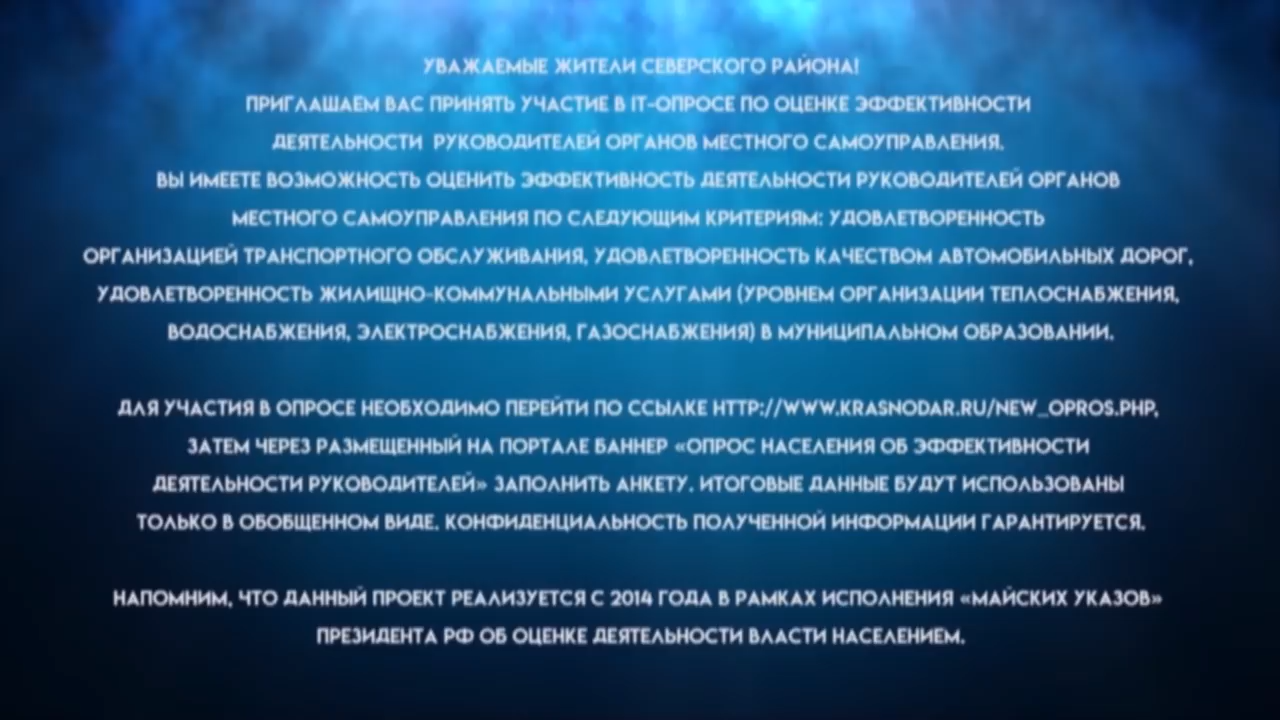 УВАЖАЕМЫЕ ЖИТЕЛИ СЕВЕРСКОГО РАЙОНА!
ПРИГЛАШАЕМ ВАС ПРИНЯТЬ УЧАСТИЕ В IT-ОПРОСЕ ПО ОЦЕНКЕ ЭФФЕКТИВНОСТИ
ДЕЯТЕЛЬНОСТИ РУКОВОДИТЕЛЕЙ ОРГАНОВ МЕСТНОГО САМОУПРАВЛЕНИЯ.
ВЫ ИМЕЕТЕ ВОЗМОЖНОСТЬ ОЦЕНИТЬ ЭФФЕКТИВНОСТЬ ДЕЯТЕЛЬНОСТИ РУКОВОДИТЕЛЕЙ ОРГАНОВ
МЕСТНОГО САМОУПРАВЛЕНИЯ ПО СЛЕДУЮЩИМ КРИТЕРИЯМ: УДОВЛЕТВОРЕННОСТЬ
ОРГАНИЗАЦИЕЙ ТРАНСПОРТНОГО ОБСЛУЖИВАНИЯ, УДОВЛЕТВОРЕННОСТЬ КАЧЕСТВОМ АВТОМОБИЛЬНЫХ ДОРОГ,
УДОВЛЕТВОРЕННОСТЬ ЖИЛИЩНО-КОММУНАЛЬНЫМИ УСЛУГАМИ (УРОВНЕМ ОРГАНИЗАЦИИ ТЕПЛОСНАБЖЕНИЯ,
ВОДОСНАБЖЕНИЯ, ЭЛЕКТРОСНАБЖЕНИЯ, ГАЗОСНАБЖЕНИЯ) В МУНИЦИПАЛЬНОМ ОБРАЗОВАНИИ.
ДЛЯ УЧАСТИЯ В ОПРОСЕ НЕОБХОДИМО ПЕРЕЙТИ ПО ССЫЛКЕ HTTP://WWW.KRASNODAR.RU/NEW_OPROS.PHP,
ЗАТЕМ ЧЕРЕЗ РАЗМЕЩЕННЫЙ НА ПОРТАЛЕ БАННЕР «ОПРОС НАСЕЛЕНИЯ ОБ ЭФФЕКТИВНОСТИ
ДЕЯТЕЛЬНОСТИ РУКОВОДИТЕЛЕЙ» ЗАПОЛНИТЬ АНКЕТУ. ИТОГОВЫЕ ДАННЫЕ БУДУТ ИСПОЛЬЗОВАНЫ
ТОЛЬКО В ОБОБЩЕННОМ ВИДЕ. КОНФИДЕНЦИАЛЬНОСТЬ ПОЛУЧЕННОЙ ИНФОРМАЦИИ ГАРАНТИРУЕТСЯ.
НАПОМНИМ, ЧТО ДАННЫЙ ПРОЕКТ РЕАЛИЗУЕТСЯ С 2014 ГОДА В РАМКАХ ИСПОЛНЕНИЯ «МАЙСКИХ УКАЗОВ»
ПРЕЗИДЕНТА РФ ОБ ОЦЕНКЕ ДЕЯТЕЛЬНОСТИ ВЛАСТИ НАСЕЛЕНИЕМ.